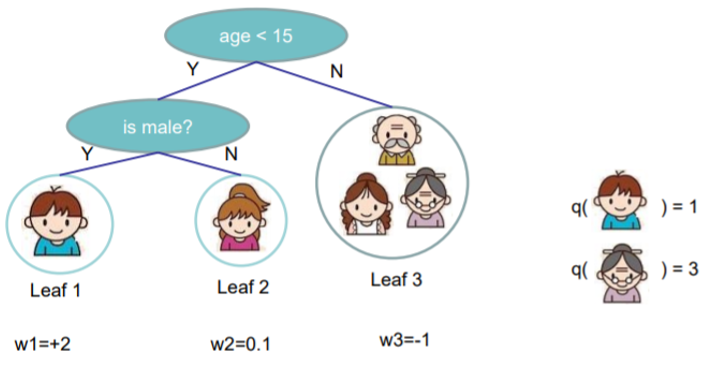 age < 15
Y
N
is male?
Y
N
q( ) = 1
q( ) = 3
Leaf 1
Leaf 2
Leaf 3
w1=+2
w2=0.1
w3=-1